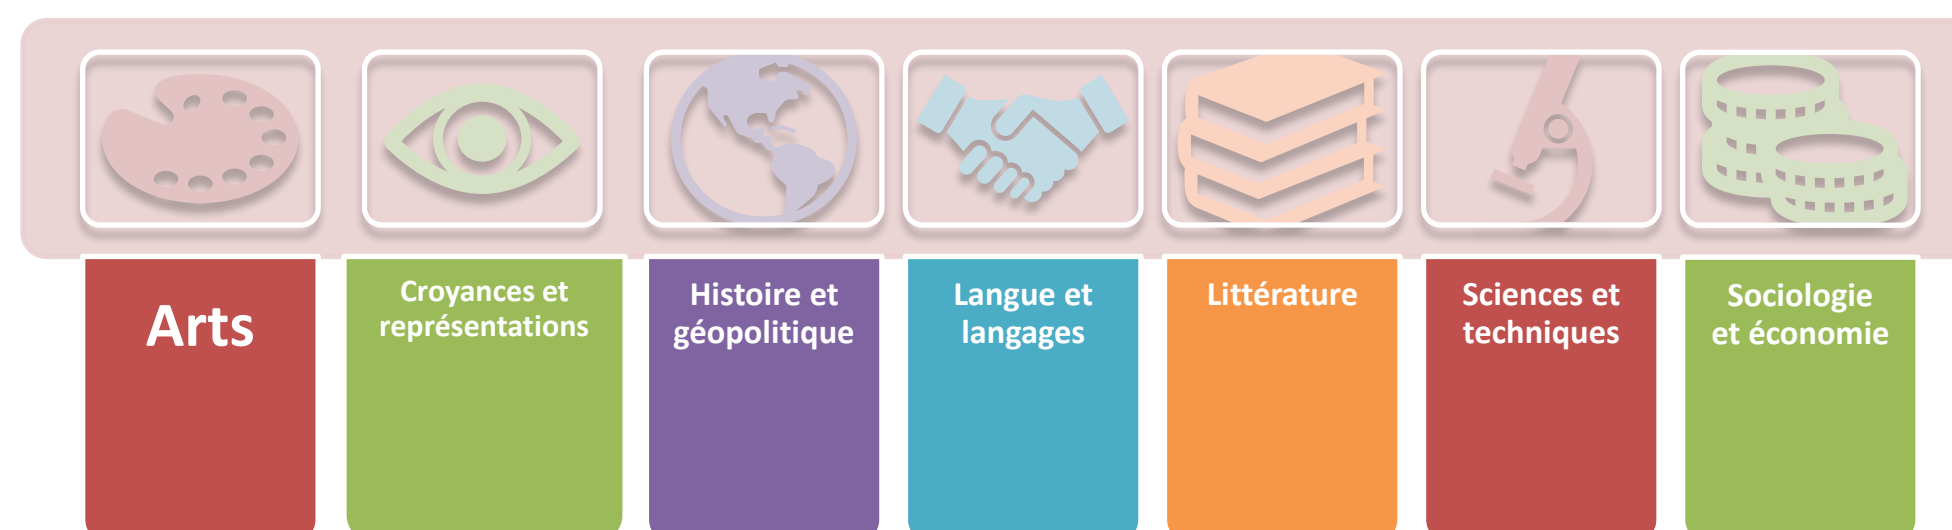 Arts
Croyances et
représentations
Histoire et
géopolitique
Langue et
langages
Littérature
Sciences et
techniques
Sociologie
et économie